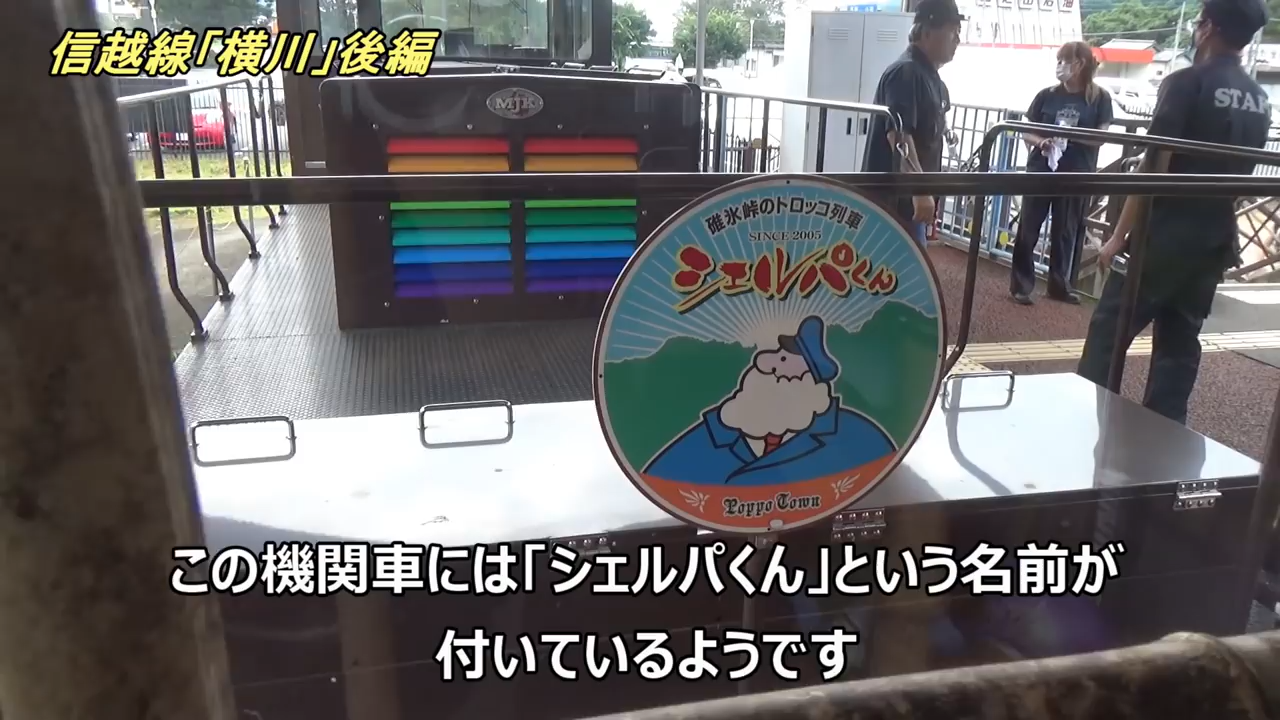 信越線「横川」後編
MJK
STAF
碓氷峠のトロッコ列車
SINCE 2005
シェルパくん
Poppo Town
この機関車には「シェルパくん」という名前が
付いているようです